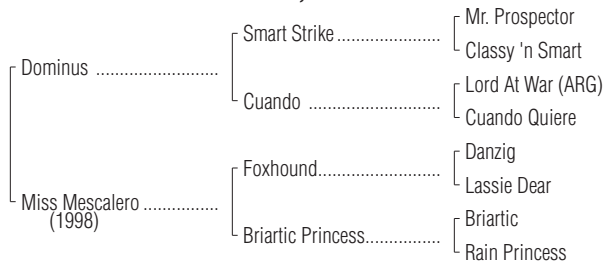 Mr. Prospector
Smart Strike ....................
Classy 'n Smart
Dominus ........................
Lord At War (ARG)
Cuando .........................
Cuando Quiere
Danzig
Foxhound.......................
Lassie Dear
Miss Mescalero ...............
(1998)
Briartic
Briartic Princess..............
Rain Princess